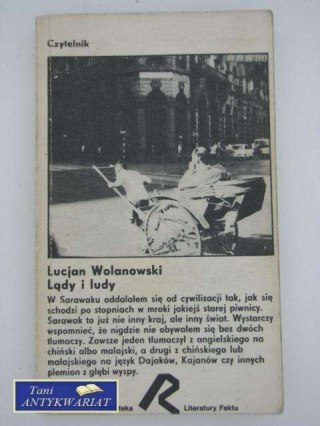 Czytelnik
Lucjan Wolanowski
Lądy i ludy
W Sarawaku oddalałem się od cywilizacji tak, jak się
schodzi po stopniach w mroki jakiejś starej piwnicy.
Sarawak to już nie inny kraj, ale inny świat. Wystarczy
wspomnieć, że nigdzie nie obywałem się bez dwóch
tłumaczy. Zawsze jeden tłumaczył z angielskiego na
chiński albo malajski, a drugi z chińskiego lub
malajskiego na język Dajaków, Kajanów czy innych
plemion z głębi wyspy.
Tani
ANTYKWARIAT
teka
R
Literatury Faktu